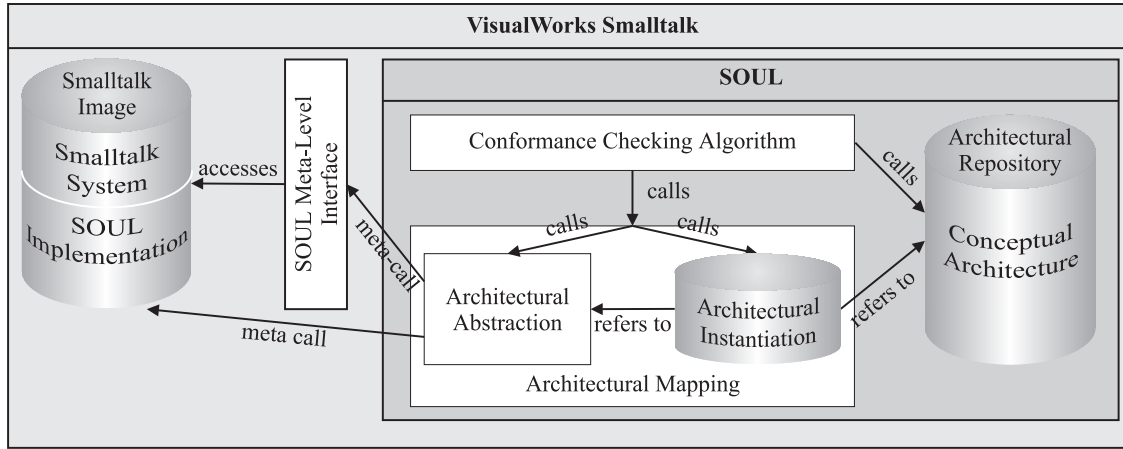 VisualWorks Smalltalk
Smalltalk
Image
Smalltalk
System
SOUL
Implementation
accesses
SOUL Meta-Level
Interface
meta-call
meta call
SOUL
Conformance Checking Algorithm
calls
calls
calls
calls
Architectural
Abstraction
refers to
Architectural
Instantiation
refers to
Architectural Mapping
Architectural
Repository
Conceptual
Architecture